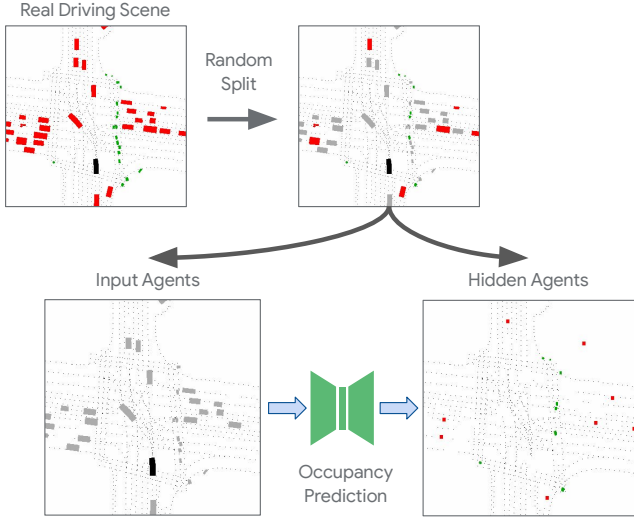 Real Driving Scene
Random
Split
Input Agents
Hidden Agents
Occupancy
Prediction